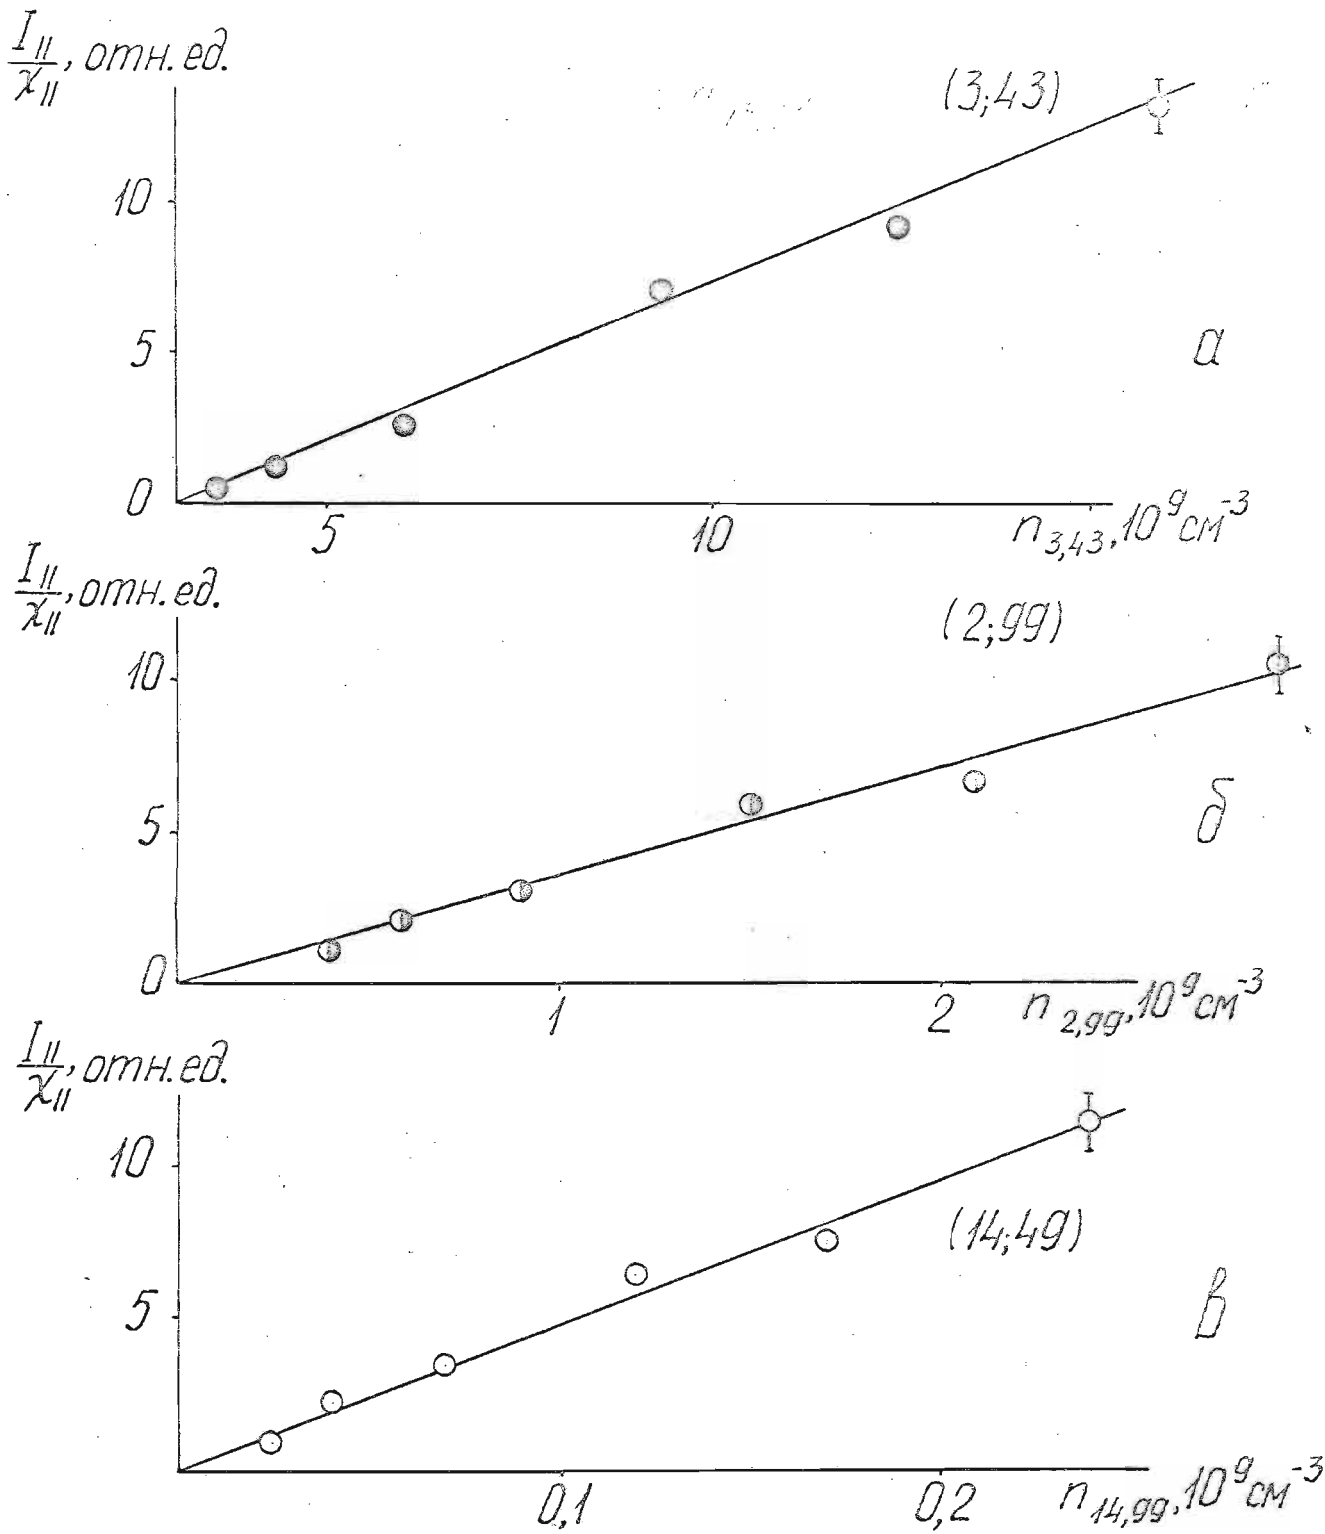 I_II/χ_II, отн.ед.
(3;43)
10
5
а
0
5
10
n_3,43, 10^9 см^-3
I_II/χ_II, отн.ед.
(2;99)
10
5
б
0
1
2
n_2,99, 10^9 см^-3
I_II/χ_II, отн.ед.
10
(14;49)
5
в
0,1
0,2
n_14,99, 10^9 см^-3